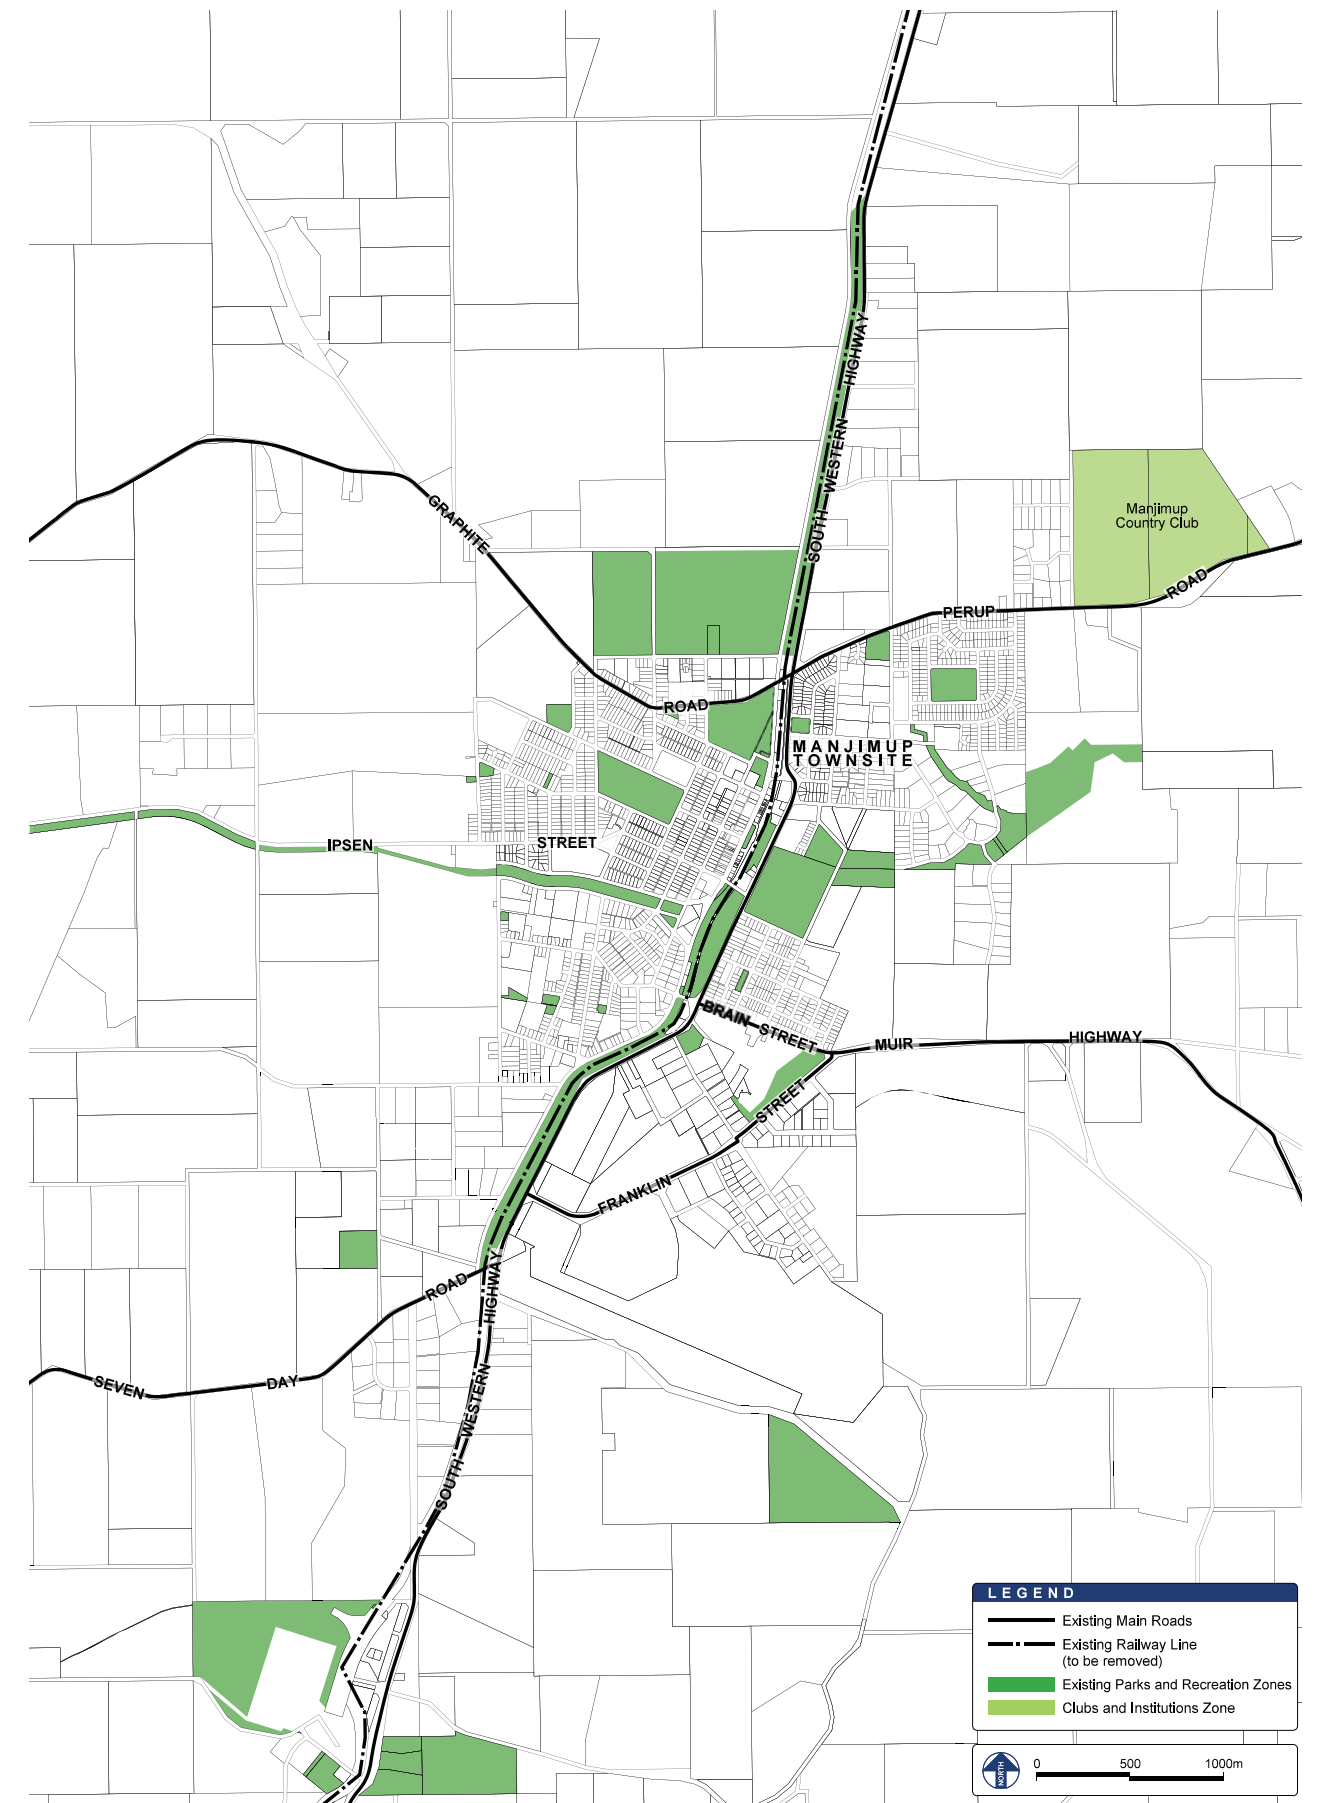 SOUTH WESTERN HIGHWAY
GRAPHITE
Manjimup
Country Club
ROAD
PERUP
ROAD
MANJIMUP
TOWNSITE
IPSEN
STREET
BRAIN STREET
MUIR
HIGHWAY
STREET
FRANKLIN
ROAD
SEVEN
DAY
SOUTH WESTERN HIGHWAY
LEGEND
Existing Main Roads
Existing Railway Line
(to be removed)
Existing Parks and Recreation Zones
Clubs and Institutions Zone
NORTH
0 500 1000m